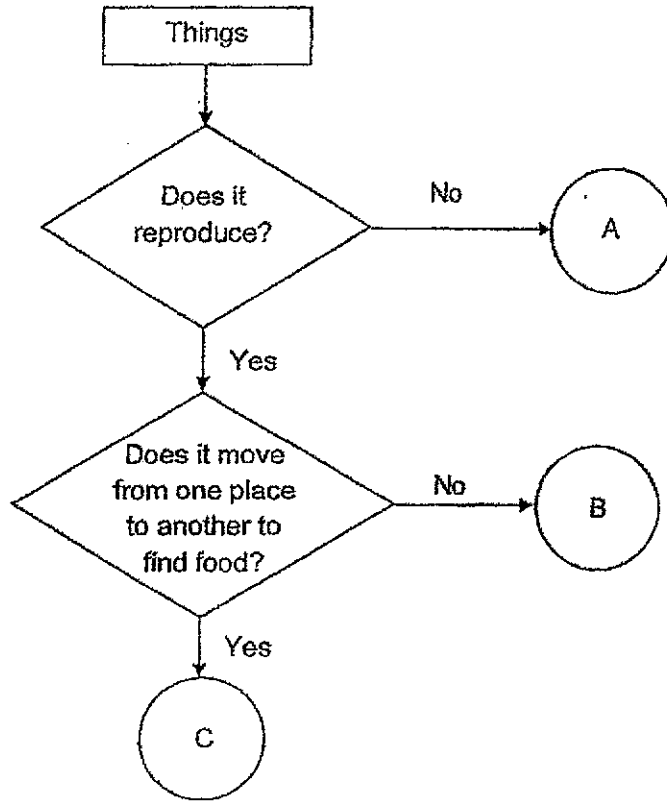 Things
Does it
reproduce?
No
A
Yes
Does it move
from one place
to another to
find food?
No
B
Yes
C